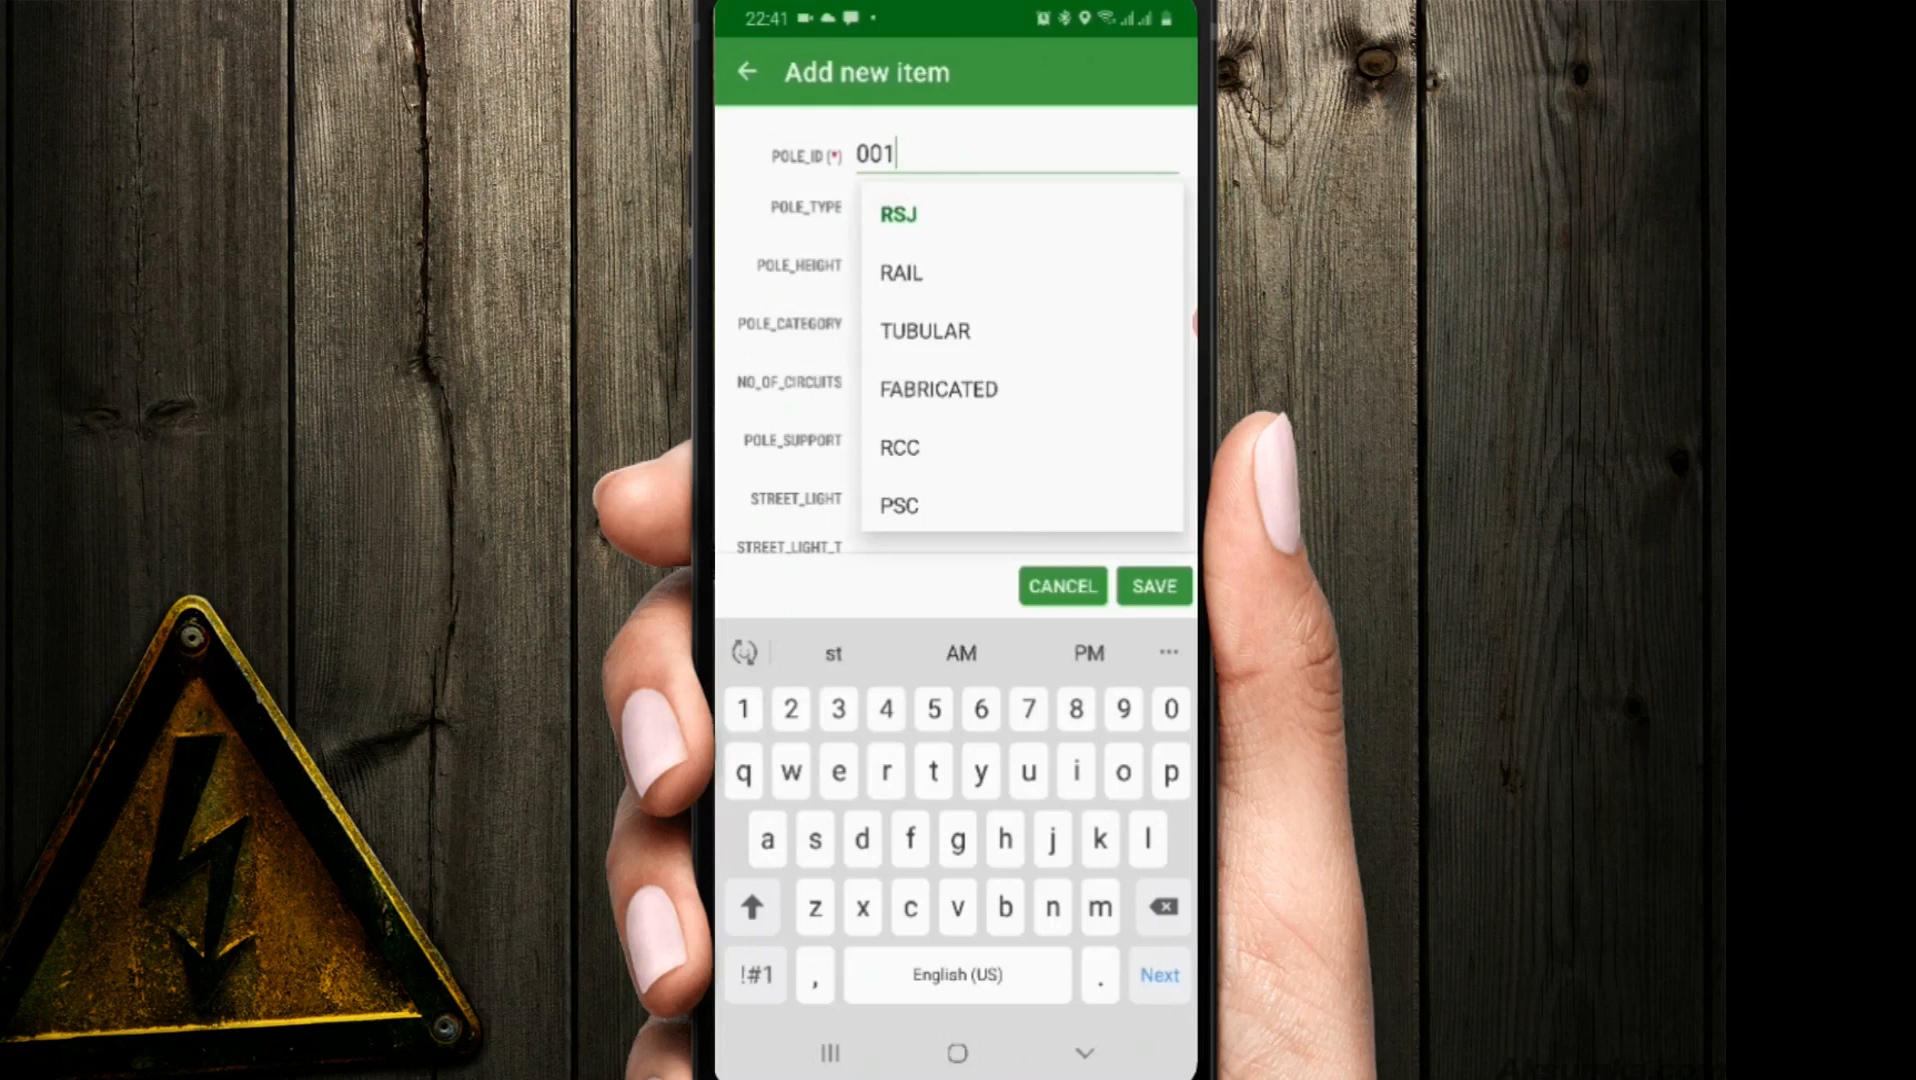 22:41
Add new item
POLE_ID (*) 001
POLE_TYPE
RSJ
POLE_HEIGHT
RAIL
POLE_CATEGORY
TUBULAR
NO_OF_CIRCUITS
FABRICATED
POLE_SUPPORT
RCC
STREET_LIGHT
PSC
STREET_LIGHT_T
CANCEL SAVE
st AM PM ...
1 2 3 4 5 6 7 8 9 0
q w e r t y u i o p
a s d f g h j k l
z x c v b n m
!#1 , English (US) . Next